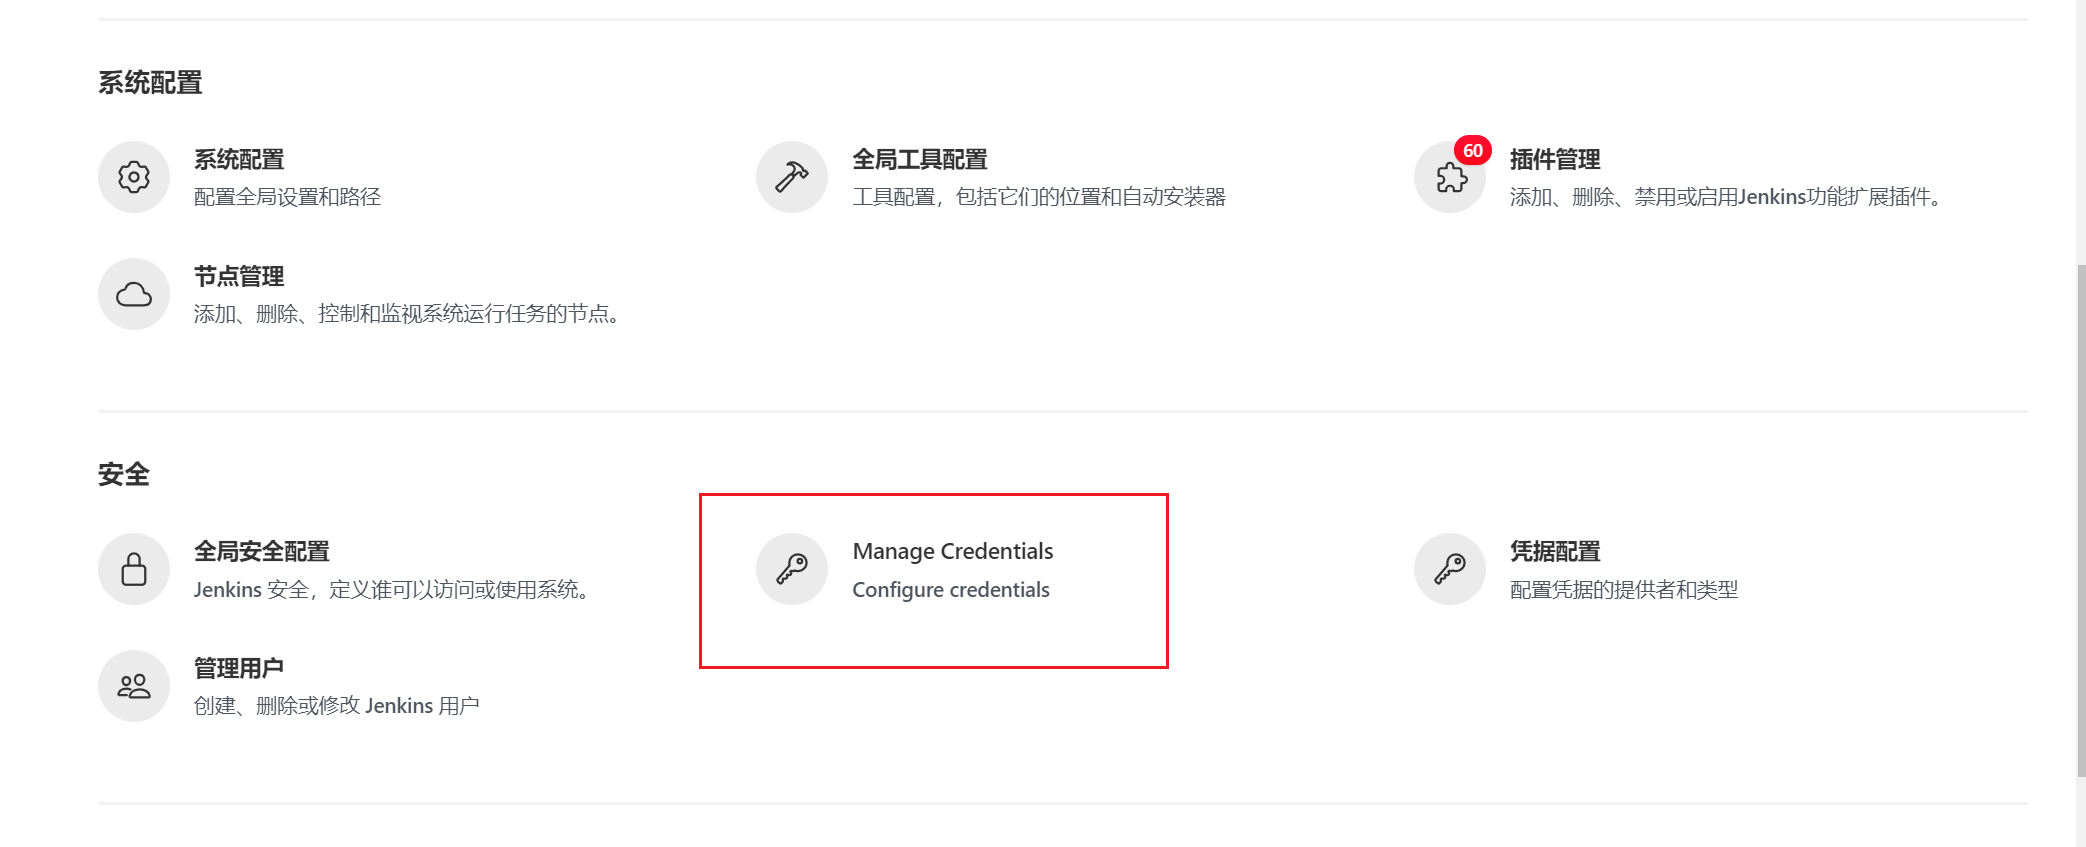 系统配置
系统配置
配置全局设置和路径
全局工具配置
工具配置，包括它们的位置和自动安装器
60
插件管理
添加、删除、禁用或启用Jenkins功能扩展插件。
节点管理
添加、删除、控制和监视系统运行任务的节点。
安全
全局安全配置
Jenkins 安全，定义谁可以访问或使用系统。
Manage Credentials
Configure credentials
凭据配置
配置凭据的提供者和类型
管理用户
创建、删除或修改 Jenkins 用户